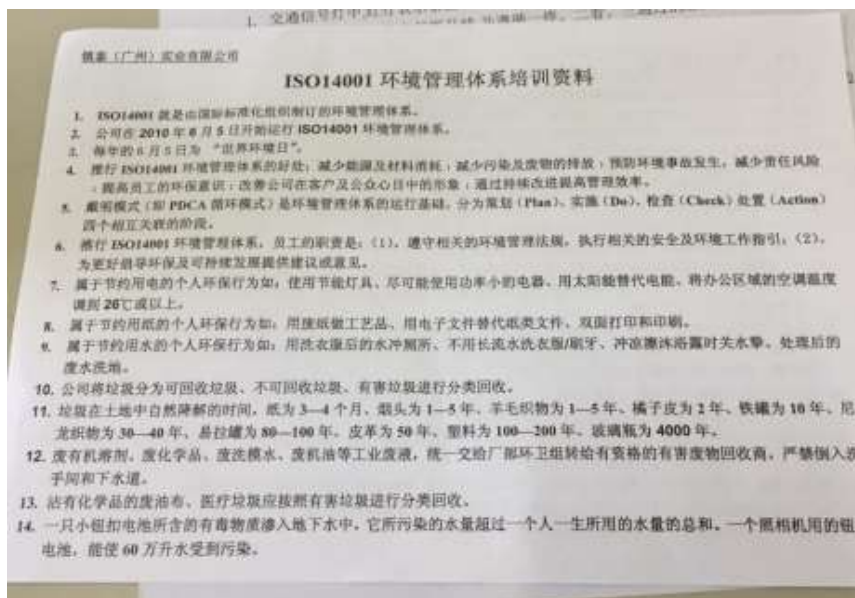 1. 交通信号灯中
镇泰（广州）实业有限公司
ISO14001 环境管理体系培训资料
1. ISO14001 就是由国际标准化组织制订的环境管理体系。
2. 公司在 2010 年 6 月 5 日开始运行 ISO14001 环境管理体系。
3. 每年的 6 月 5 日为 “世界环境日”。
4. 推行 ISO14001 环境管理体系的好处：减少能源及材料消耗；减少污染及废物的排放；预防环境事故发生，减少责任风险
；提高员工的环保意识；改善公司在客户及公众心目中的形象；通过持续改进提高管理效率。
5. 戴明模式（即 PDCA 循环模式）是环境管理体系的运行基础，分为策划（Plan）、实施（Do）、检查（Check）处置（Action）
四个相互关联的阶段。
6. 推行 ISO14001 环境管理体系，员工的职责是：（1），遵守相关的环境管理法规，执行相关的安全及环境工作指引；（2），
为更好倡导环保及可持续发展提供建议或意见。
7. 属于节约用电的个人环保行为如：使用节能灯具、尽可能使用功率小的电器、用太阳能替代电能、将办公区域的空调温度
调到 26℃或以上。
8. 属于节约用纸的个人环保行为如：用废纸做工艺品、用电子文件替代纸类文件、双面打印和印刷。
9. 属于节约用水的个人环保行为如：用洗衣服后的水冲厕所、不用长流水洗衣服/刷牙、冲凉擦沐浴露时关水掣、处理后的
废水洗地。
10. 公司将垃圾分为可回收垃圾、不可回收垃圾、有害垃圾进行分类回收。
11. 垃圾在土地中自然降解的时间，纸为 3—4 个月、烟头为 1—5 年、羊毛织物为 1—5 年、橘子皮为 2 年、铁罐为 10 年、尼
龙织物为 30—40 年、易拉罐为 80—100 年、皮革为 50 年、塑料为 100—200 年、玻璃瓶为 4000 年。
12. 废有机溶剂、废化学品、废洗模水、废机油等工业废液，统一交给厂部环卫组转给有资格的有害废物回收商，严禁倒入洗
手间和下水道。
13. 沾有化学品的废油布、医疗垃圾应按照有害垃圾进行分类回收。
14. 一只小钮扣电池所含的有毒物质渗入地下水中，它所污染的水量超过一个人一生所用的水量的总和。一个照相机用的钮
电池，能使 60 万升水受到污染。